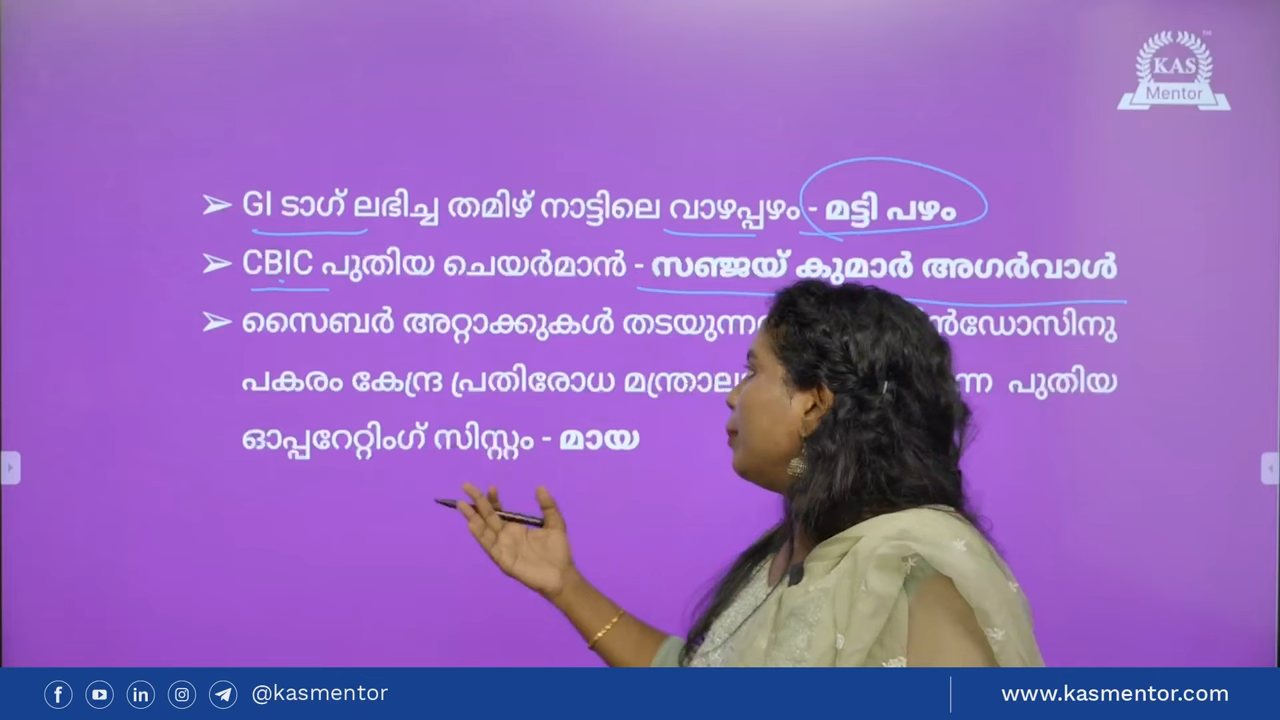 KAS
Mentor
➢ GI ടാഗ് ലഭിച്ച തമിഴ് നാട്ടിലെ വാഴപ്പഴം - മട്ടി പഴം
➢ CBIC പുതിയ ചെയർമാൻ - സഞ്ജയ് കുമാർ അഗർവാൾ
➢ സൈബർ അറ്റാക്കുകൾ തടയുന്ന
പകരം കേന്ദ്ര പ്രതിരോധ പുതിയ
ഓപ്പറേറ്റിംഗ് സിസ്റ്റം - മായ
@kasmentor www.kasmentor.com